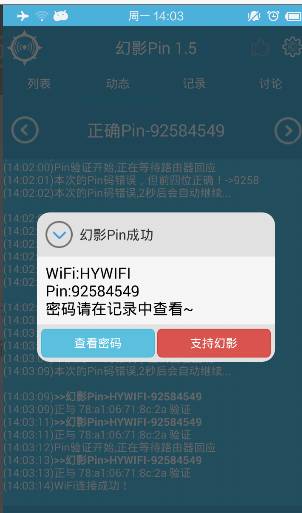 周一 14:03
幻影Pin 1.5
列表 动态 记录 讨论
正确Pin-92584549
(14:02:00)Pin验证开始,正在等待路由器回应
(14:02:01)本次的Pin码错误，但前四位正确！->9258
(14:02:02)本次的Pin码错误,2秒后会自动继续...
幻影Pin成功
WiFi:HYWIFI
Pin:92584549
密码请在记录中查看~
查看密码 支持幻影
(14:03:09)本次的Pin码错误,2秒后会自动继续...
(14:03:09)>>幻影Pin>HYWIFI-92584549
(14:03:09)正与 78:a1:06:71:8c:2a 验证
(14:03:11)>>幻影Pin>HYWIFI-92584549
(14:03:11)正与 78:a1:06:71:8c:2a 验证
(14:03:12)Pin验证开始,正在等待路由器回应
(14:03:13)>>幻影Pin>HYWIFI-92584549
(14:03:13)正与 78:a1:06:71:8c:2a 验证
(14:03:14)WiFi连接成功！